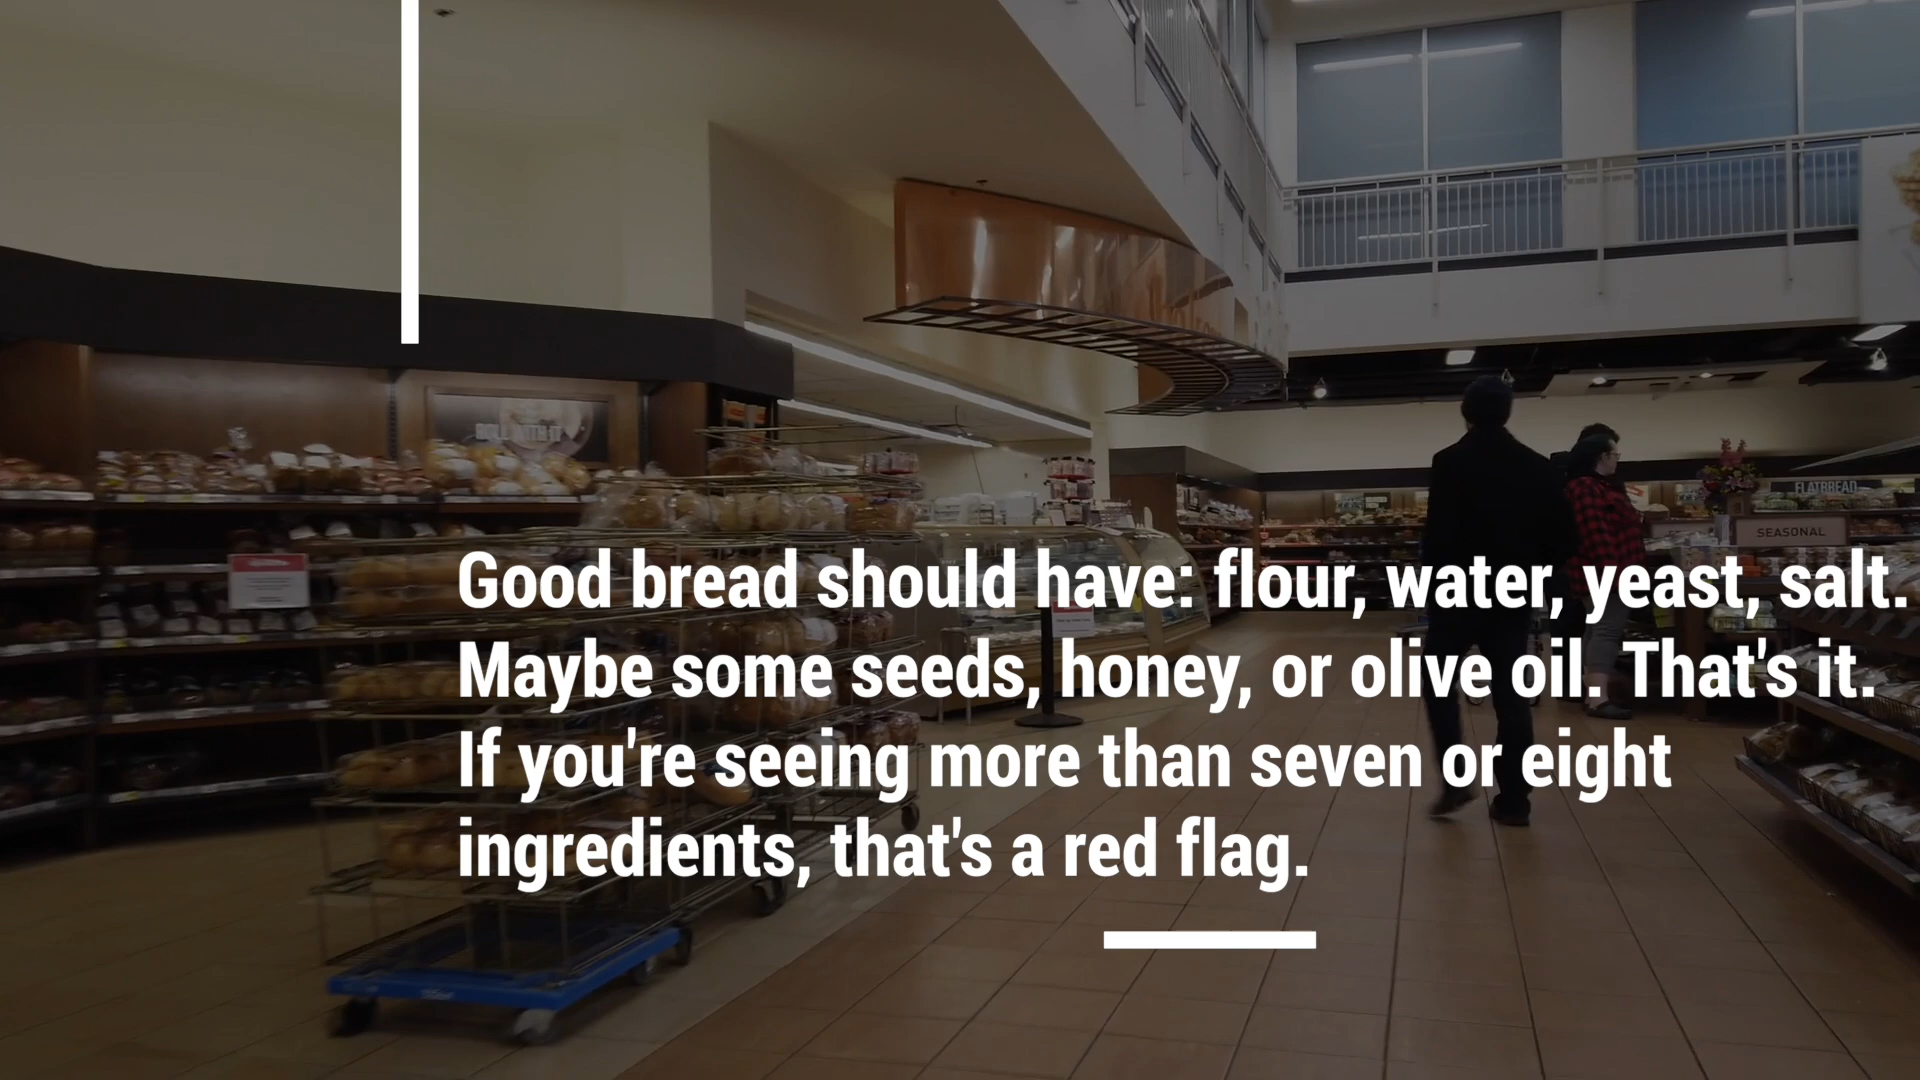 FLATBREAD
SEASONAL
Good bread should have: flour, water, yeast, salt.
Maybe some seeds, honey, or olive oil. That's it.
If you're seeing more than seven or eight
ingredients, that's a red flag.